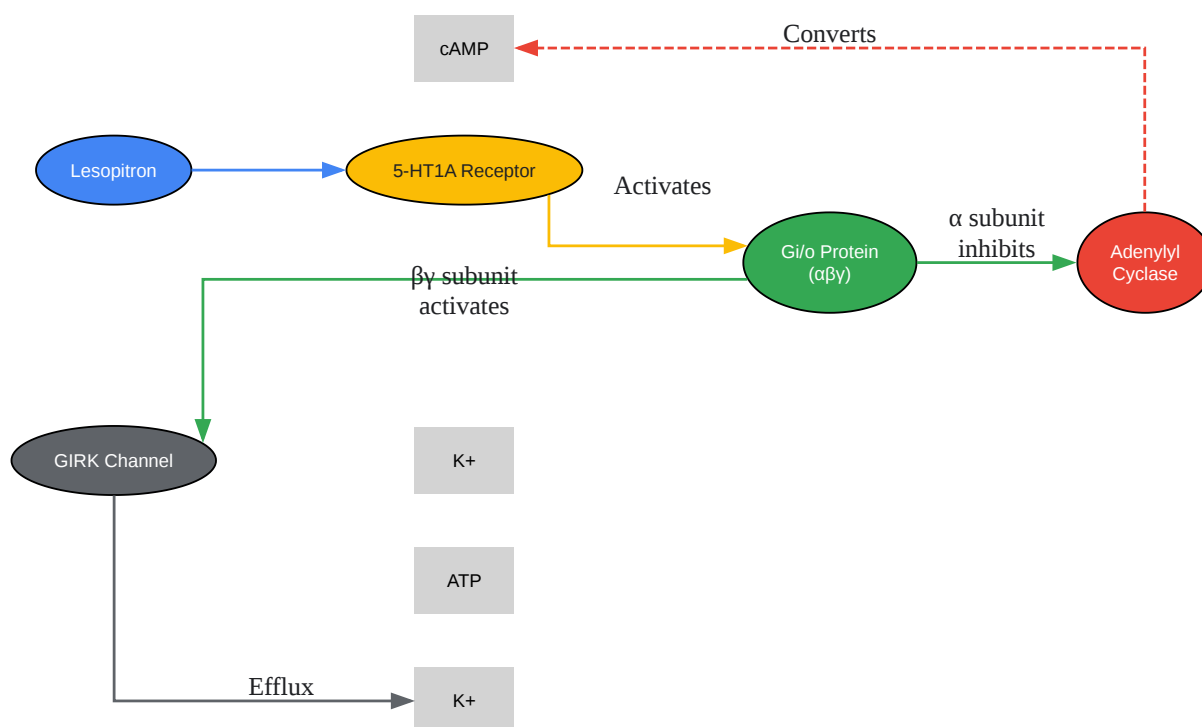 Converts
cAMP
Lesopitron
5-HT1A Receptor
Activates
α subunit
inhibits
Gi/o Protein
(αβγ)
Adenylyl
Cyclase
βγ subunit
activates
GIRK Channel
K+
ATP
Efflux
K+